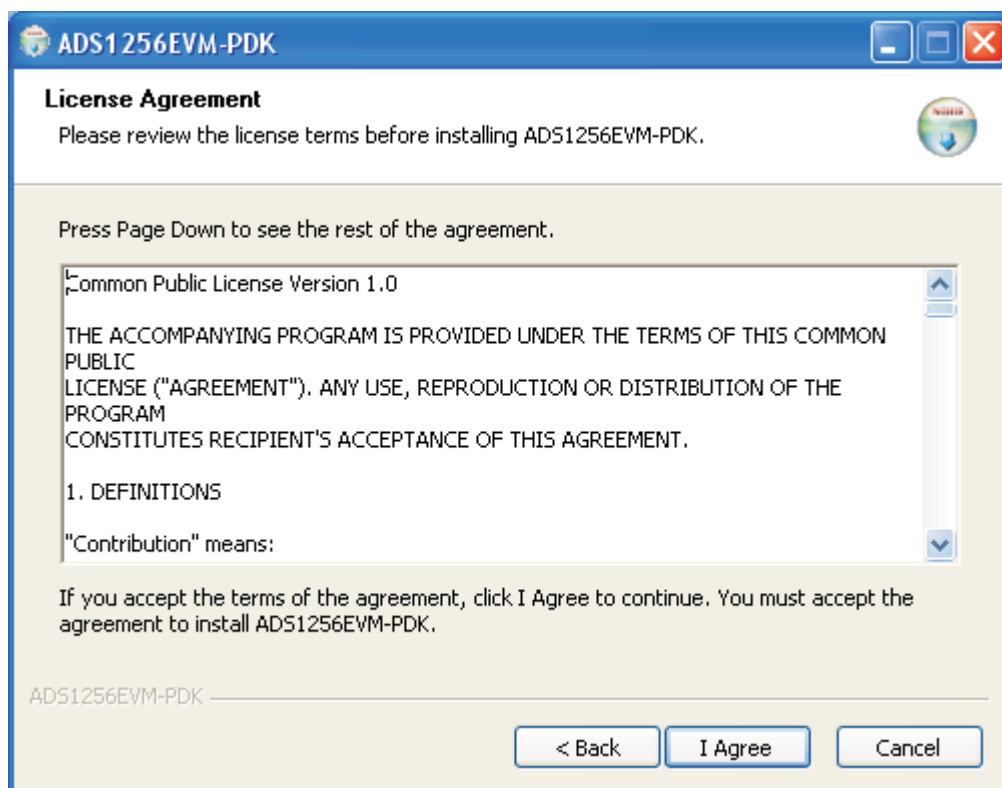 ADS1256EVM-PDK
License Agreement
Please review the license terms before installing ADS1256EVM-PDK.
Press Page Down to see the rest of the agreement.
Common Public License Version 1.0
THE ACCOMPANYING PROGRAM IS PROVIDED UNDER THE TERMS OF THIS COMMON
PUBLIC
LICENSE ("AGREEMENT"). ANY USE, REPRODUCTION OR DISTRIBUTION OF THE
PROGRAM
CONSTITUTES RECIPIENT'S ACCEPTANCE OF THIS AGREEMENT.
1. DEFINITIONS
"Contribution" means:
If you accept the terms of the agreement, click I Agree to continue. You must accept the
agreement to install ADS1256EVM-PDK.
ADS1256EVM-PDK
< Back I Agree Cancel